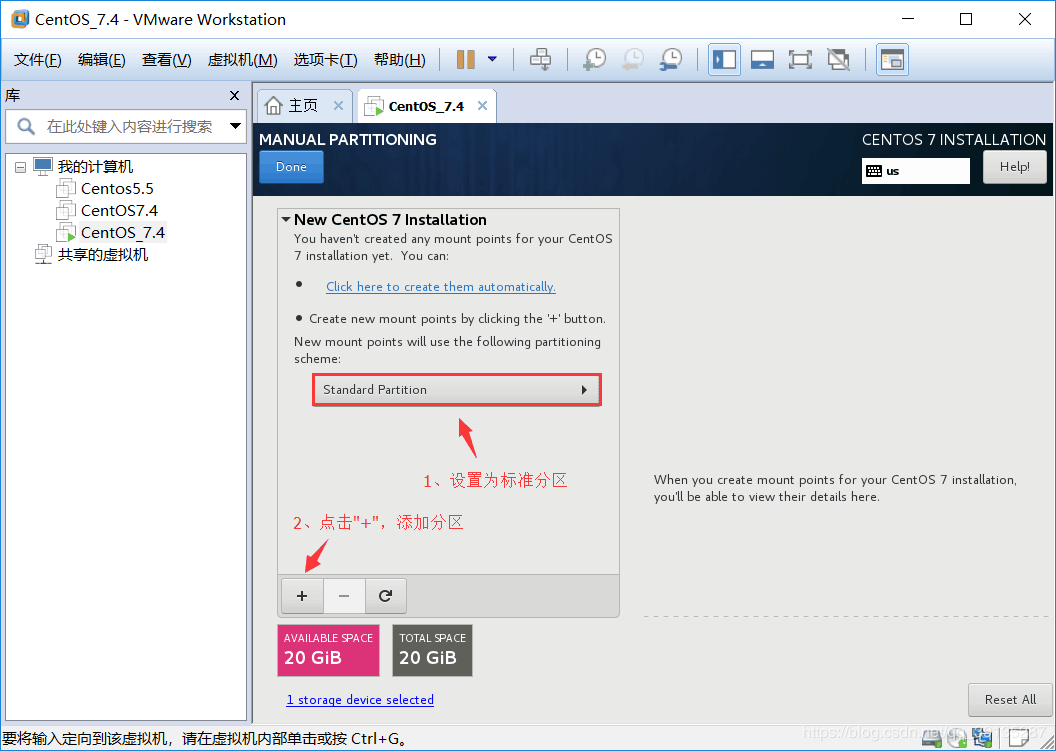 CentOS_7.4 - VMware Workstation
文件(F) 编辑(E) 查看(V) 虚拟机(M) 选项卡(T) 帮助(H)
库
在此处键入内容进行搜索
我的计算机
Centos5.5
CentOS7.4
CentOS_7.4
共享的虚拟机
主页
CentOS_7.4
MANUAL PARTITIONING
CENTOS 7 INSTALLATION
Done
us
Help!
New CentOS 7 Installation
You haven't created any mount points for your CentOS
7 installation yet. You can:
Click here to create them automatically.
Create new mount points by clicking the '+' button.
New mount points will use the following partitioning
scheme:
Standard Partition
1、设置为标准分区
2、点击"+"，添加分区
When you create mount points for your CentOS 7 installation,
you'll be able to view their details here.
AVAILABLE SPACE
20 GiB
TOTAL SPACE
20 GiB
1 storage device selected
Reset All
要将输入定向到该虚拟机，请在虚拟机内部单击或按 Ctrl+G。